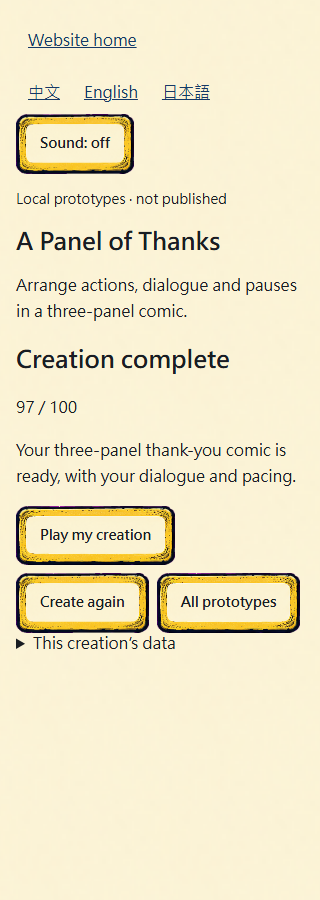 Website home
中文 English 日本語
Sound: off
Local prototypes · not published
A Panel of Thanks
Arrange actions, dialogue and pauses
in a three-panel comic.
Creation complete
97 / 100
Your three-panel thank-you comic is
ready, with your dialogue and pacing.
Play my creation
Create again All prototypes
This creation's data